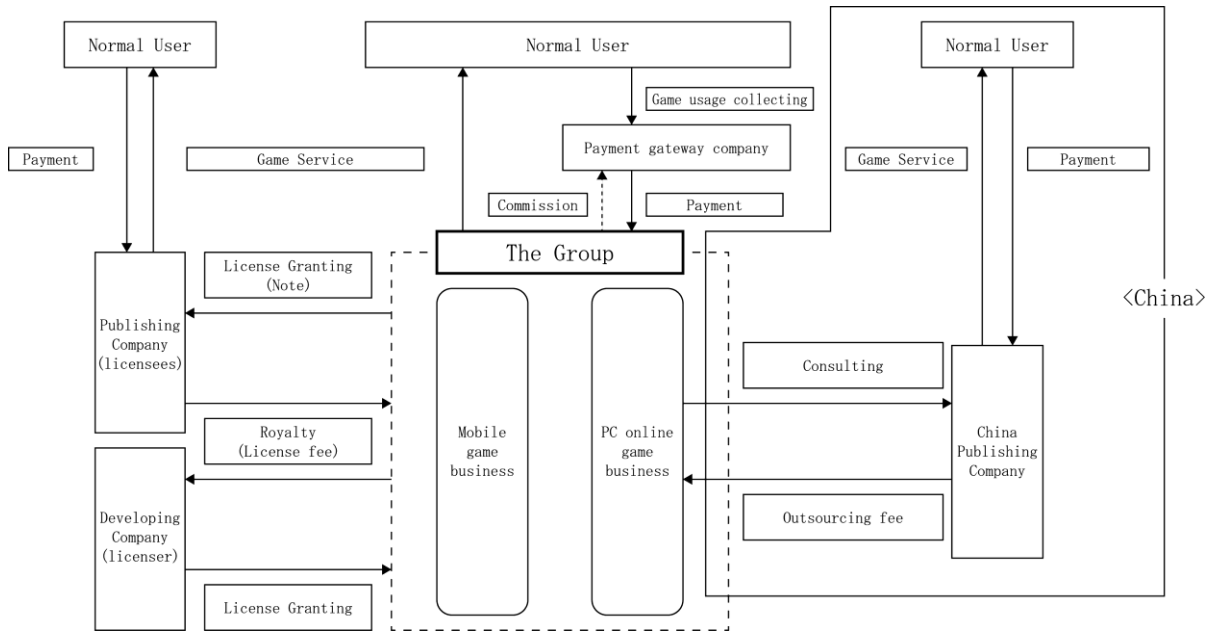 Normal User
Normal User
Normal User
Game usage collecting
Payment
Game Service
Payment gateway company
Game Service
Payment
Commission
Payment
The Group
License Granting
(Note)
<China>
Publishing
Company
(licensees)
Consulting
Royalty
(License fee)
Mobile
game
business
PC online
game
business
China
Publishing
Company
Developing
Company
(licenser)
Outsourcing fee
License Granting